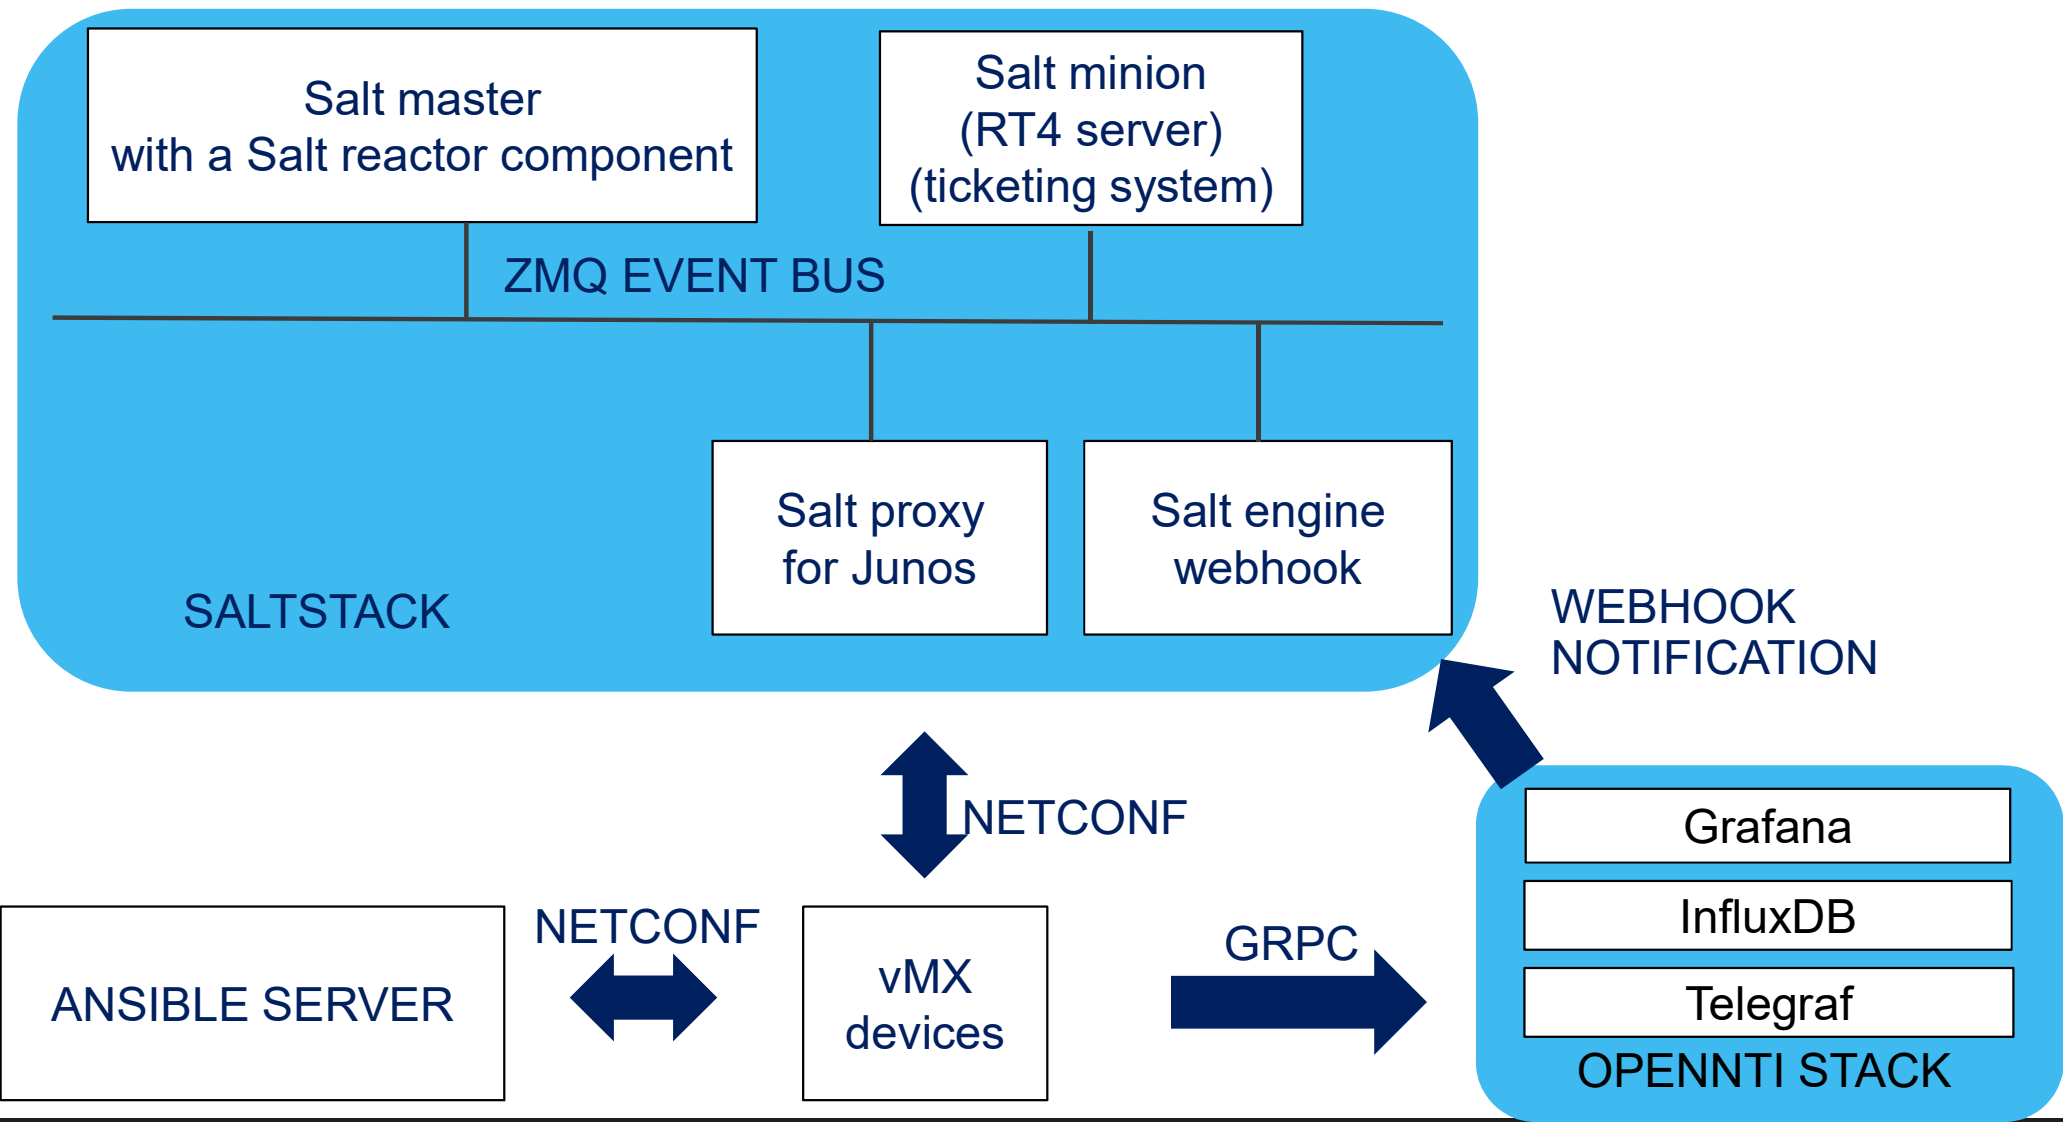 Salt master
with a Salt reactor component
Salt minion
(RT4 server)
(ticketing system)
ZMQ EVENT BUS
Salt proxy
for Junos
Salt engine
webhook
SALTSTACK
WEBHOOK
NOTIFICATION
NETCONF
Grafana
InfluxDB
Telegraf
OPENNTI STACK
NETCONF
GRPC
ANSIBLE SERVER
vMX
devices